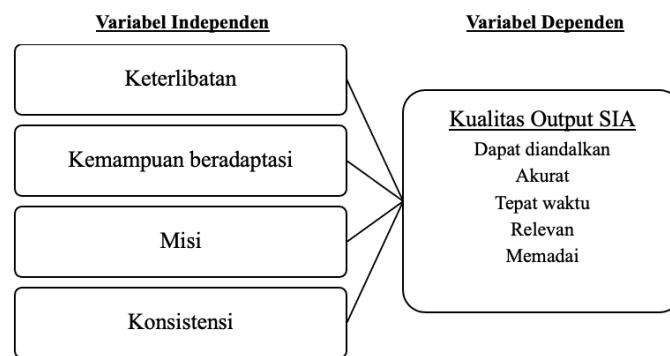 Variabel Independen
Variabel Dependen
Keterlibatan
Kemampuan beradaptasi
Misi
Konsistensi
Kualitas Output SIA
Dapat diandalkan
Akurat
Tepat waktu
Relevan
Memadai